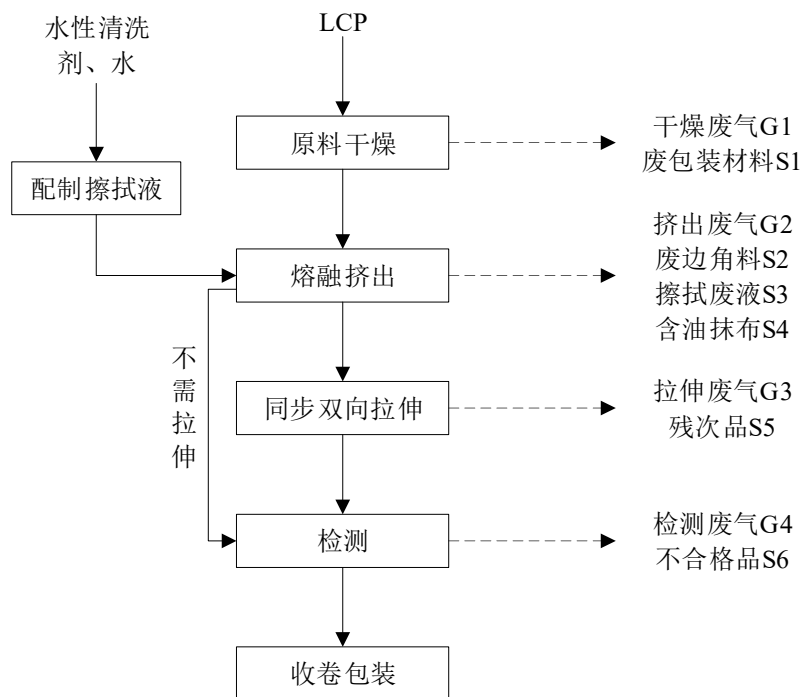 水性清洗
剂、水
LCP
原料干燥
干燥废气G1
废包装材料S1
配制擦拭液
熔融挤出
挤出废气G2
废边角料S2
擦拭废液S3
含油抹布S4
不需拉伸
同步双向拉伸
拉伸废气G3
残次品S5
检测
检测废气G4
不合格品S6
收卷包装